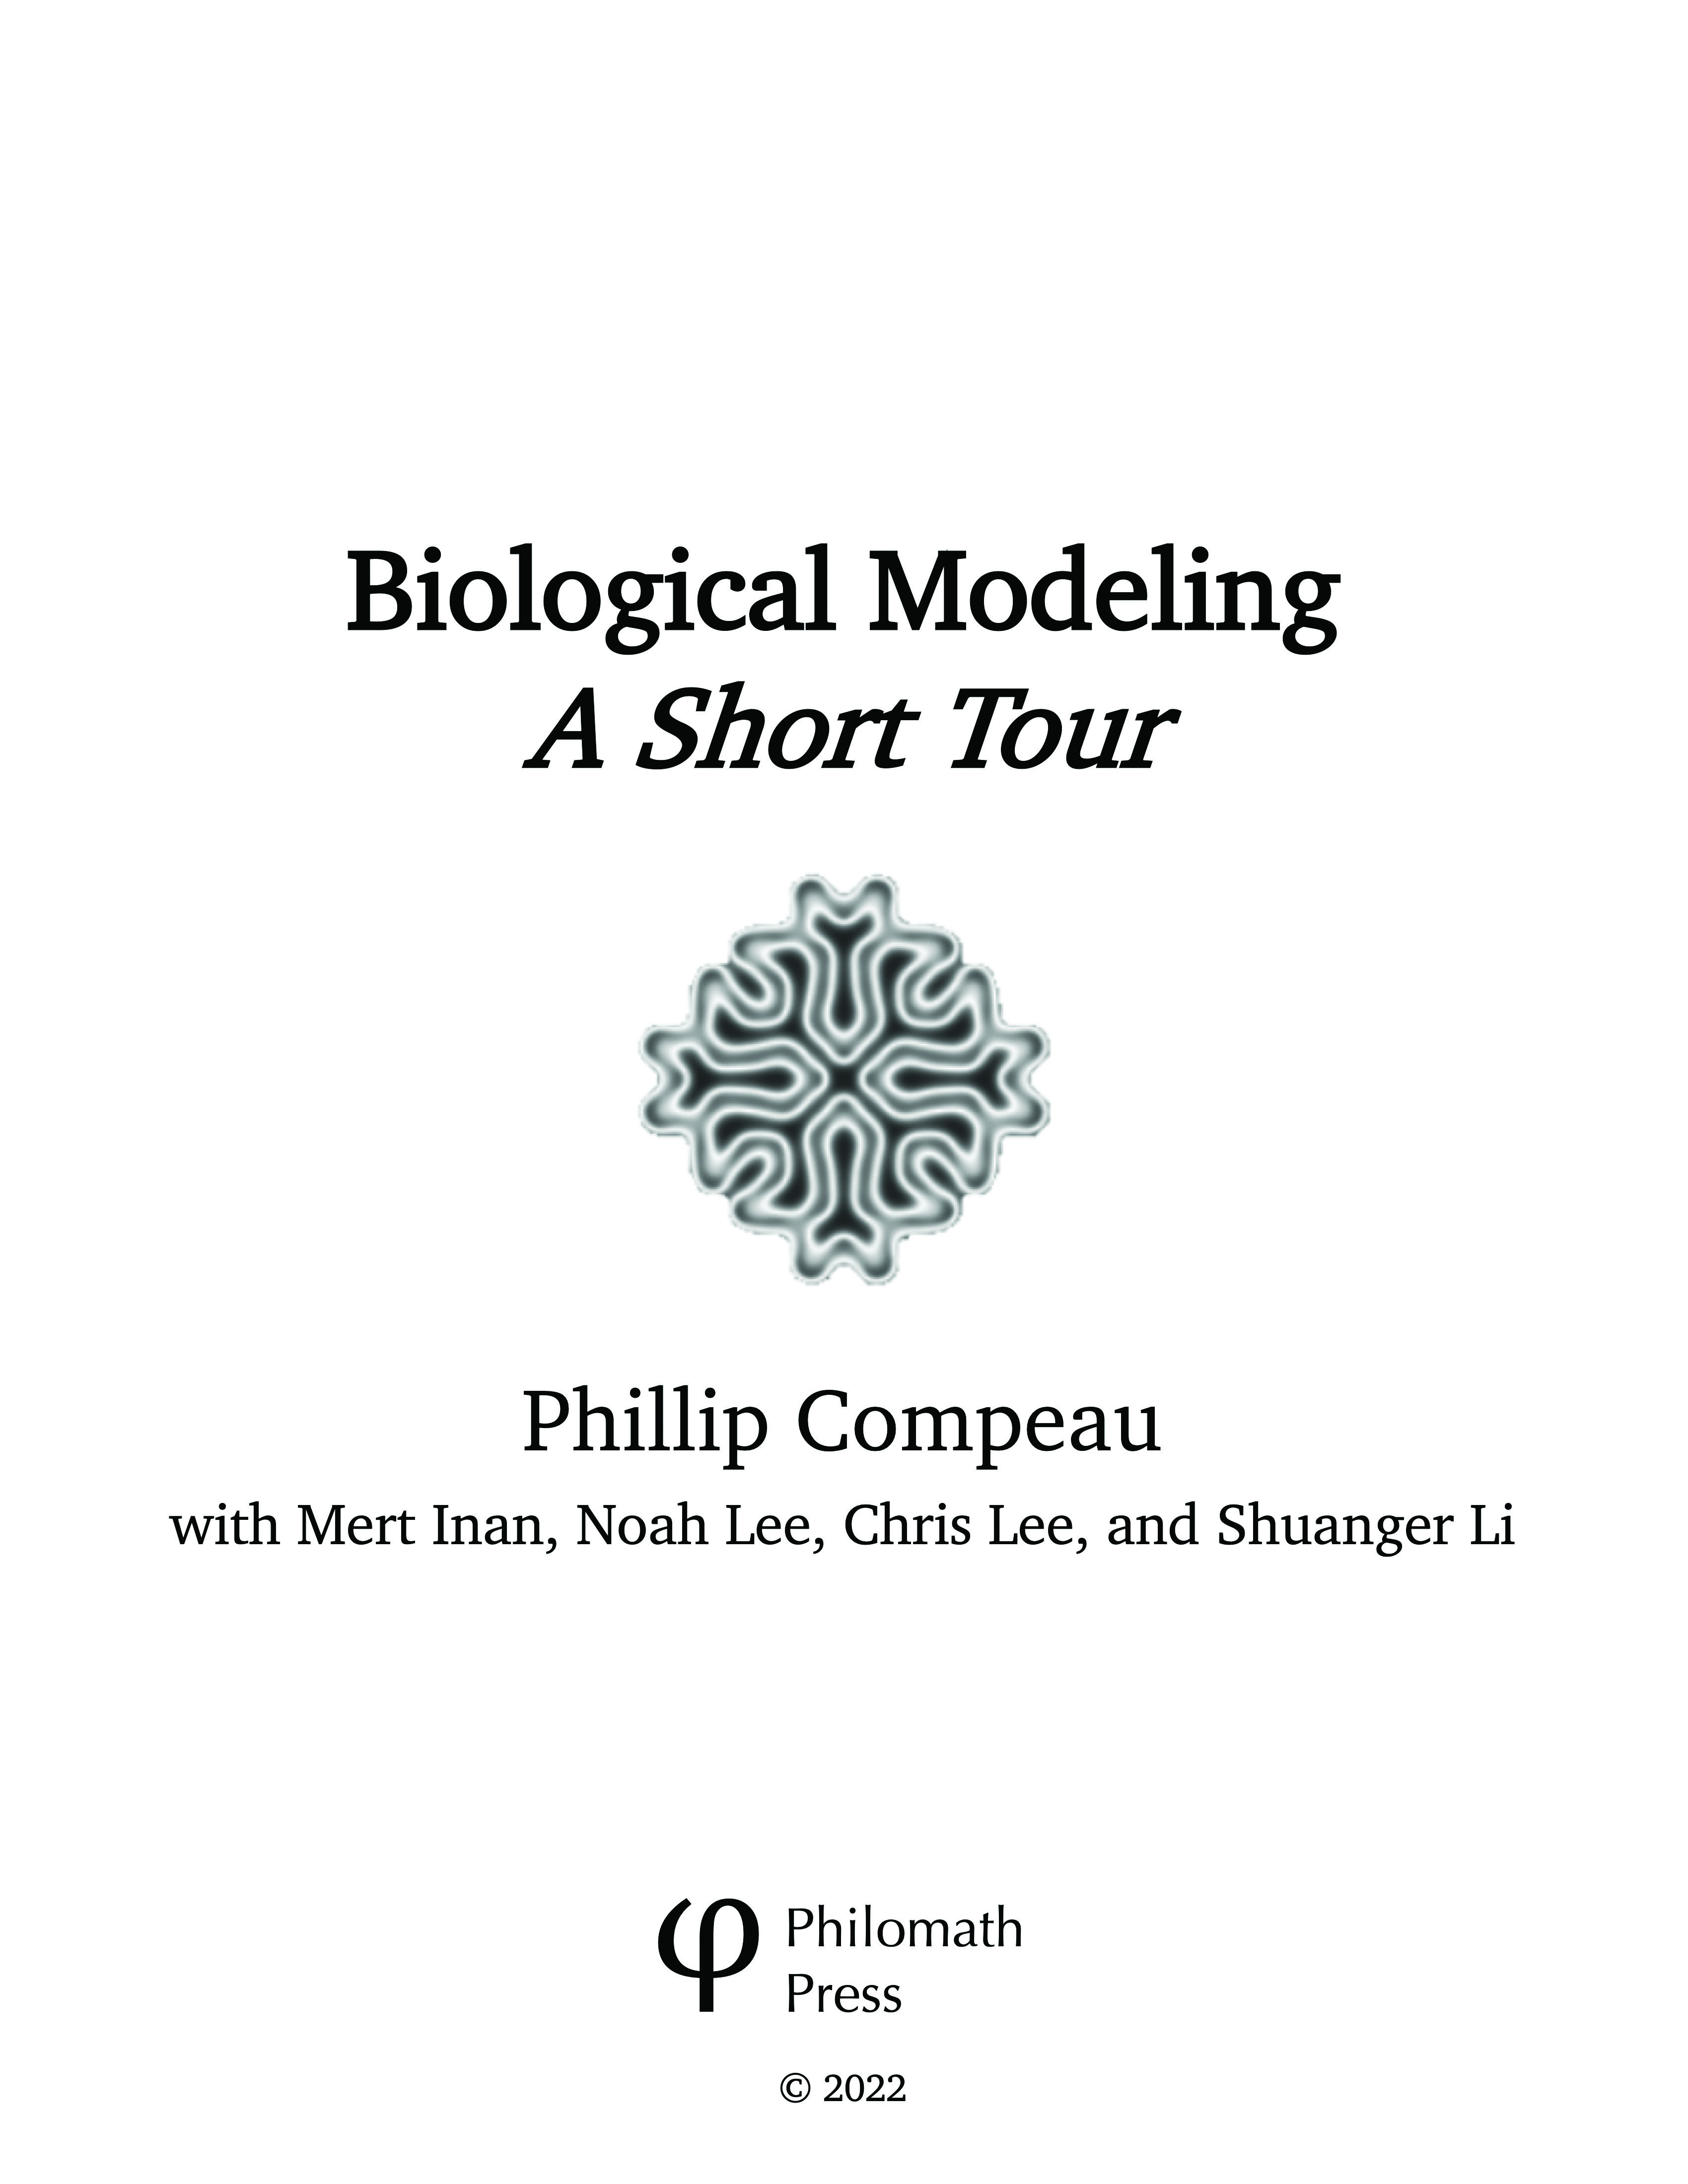 Biological Modeling
A Short Tour
Phillip Compeau
with Mert Inan, Noah Lee, Chris Lee, and Shuanger Li
φ Philomath
Press
© 2022